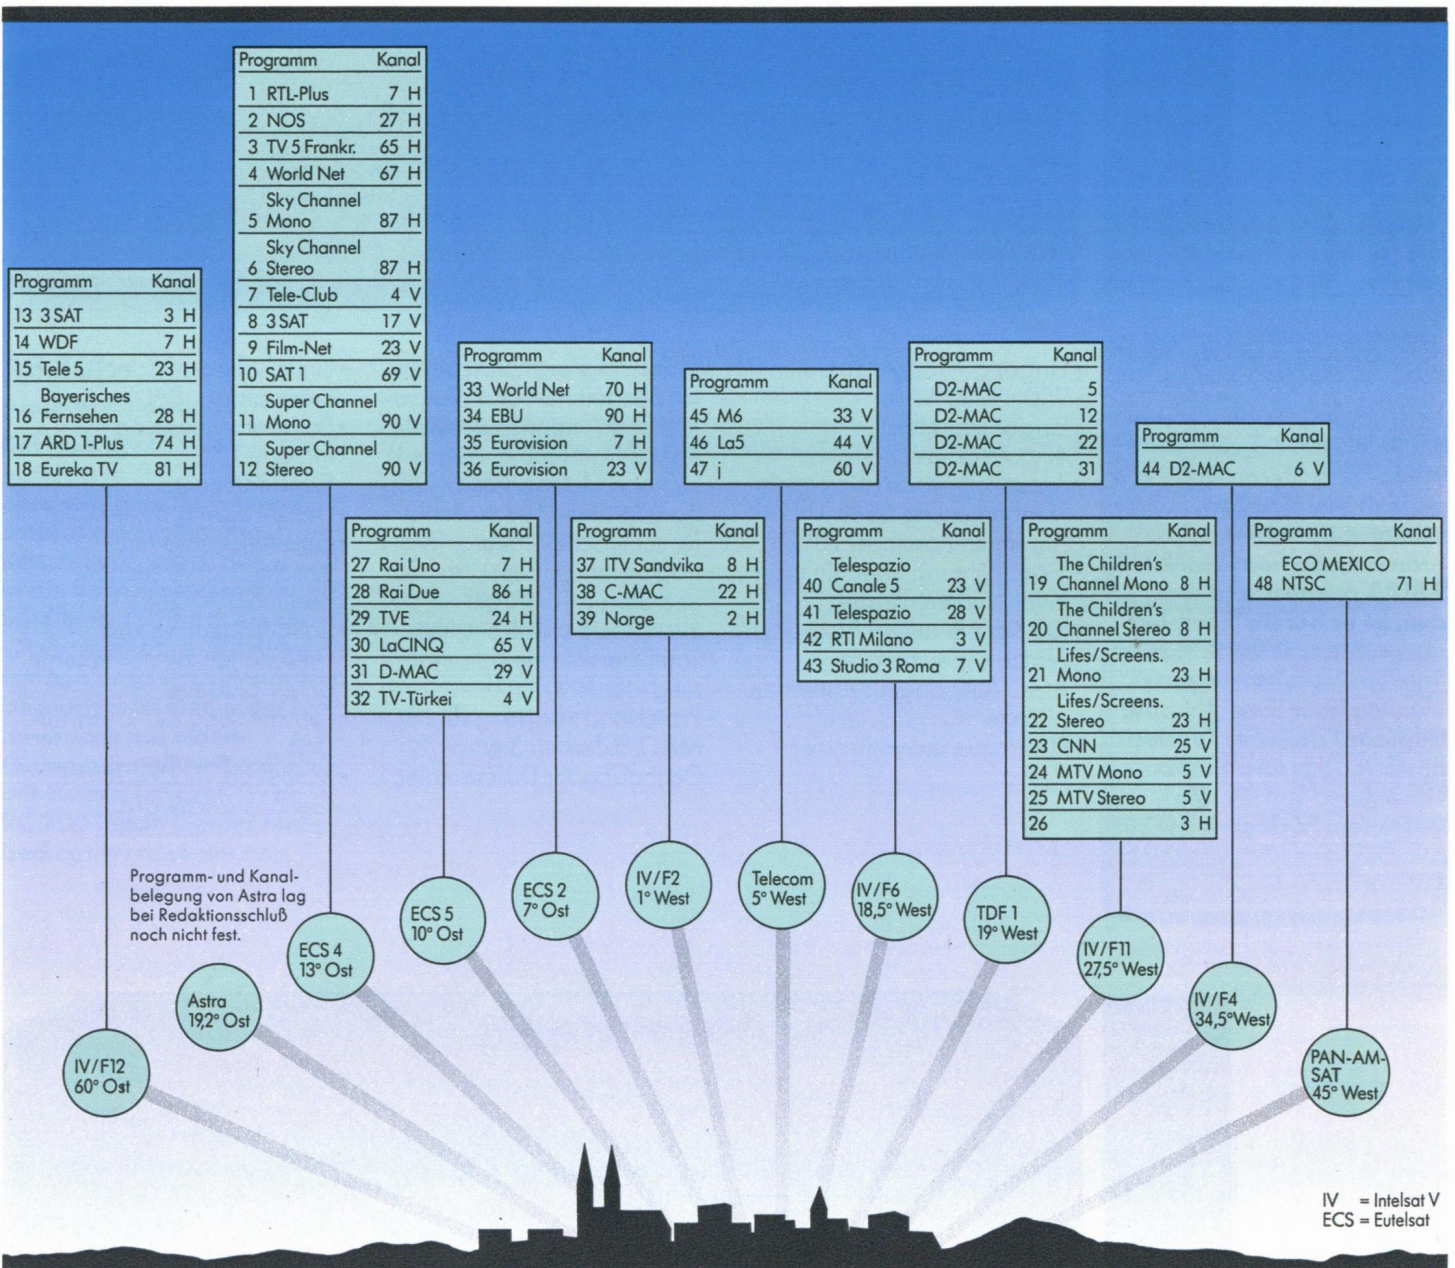 Programm Kanal
1 RTL-Plus 7 H
2 NOS 27 H
3 TV 5 Frankr. 65 H
4 World Net 67 H
Sky Channel
5 Mono 87 H
Sky Channel
6 Stereo 87 H
7 Tele-Club 4 V
8 3 SAT 17 V
9 Film-Net 23 V
10 SAT 1 69 V
Super Channel
11 Mono 90 V
Super Channel
12 Stereo 90 V
Programm Kanal
13 3 SAT 3 H
14 WDF 7 H
15 Tele 5 23 H
Bayerisches
16 Fernsehen 28 H
17 ARD 1-Plus 74 H
18 Eureka TV 81 H
Programm Kanal
33 World Net 70 H
34 EBU 90 H
35 Eurovision 7 H
36 Eurovision 23 V
Programm Kanal
45 M6 33 V
46 La5 44 V
47 j 60 V
Programm Kanal
D2-MAC 5
D2-MAC 12
D2-MAC 22
D2-MAC 31
Programm Kanal
44 D2-MAC 6 V
Programm Kanal
27 Rai Uno 7 H
28 Rai Due 86 H
29 TVE 24 H
30 LaCINQ 65 V
31 D-MAC 29 V
32 TV-Türkei 4 V
Programm Kanal
37 ITV Sandvika 8 H
38 C-MAC 22 H
39 Norge 2 H
Programm Kanal
Telespazio
40 Canale 5 23 V
41 Telespazio 28 V
42 RTI Milano 3 V
43 Studio 3 Roma 7 V
Programm Kanal
The Children's
19 Channel Mono 8 H
The Children's
20 Channel Stereo 8 H
Lifes/Screens.
21 Mono 23 H
Lifes/Screens.
22 Stereo 23 H
23 CNN 25 V
24 MTV Mono 5 V
25 MTV Stereo 5 V
26 3 H
Programm Kanal
ECO MEXICO
48 NTSC 71 H
Programm- und Kanal-
belegung von Astra lag
bei Redaktionsschluß
noch nicht fest.
IV/F12
60° Ost
Astra
19,2° Ost
ECS 4
13° Ost
ECS 5
10° Ost
ECS 2
7° Ost
IV/F2
1° West
Telecom
5° West
IV/F6
18,5° West
TDF 1
19° West
IV/F11
27,5° West
IV/F4
34,5° West
PAN-AM-
SAT
45° West
IV = Intelsat V
ECS = Eutelsat